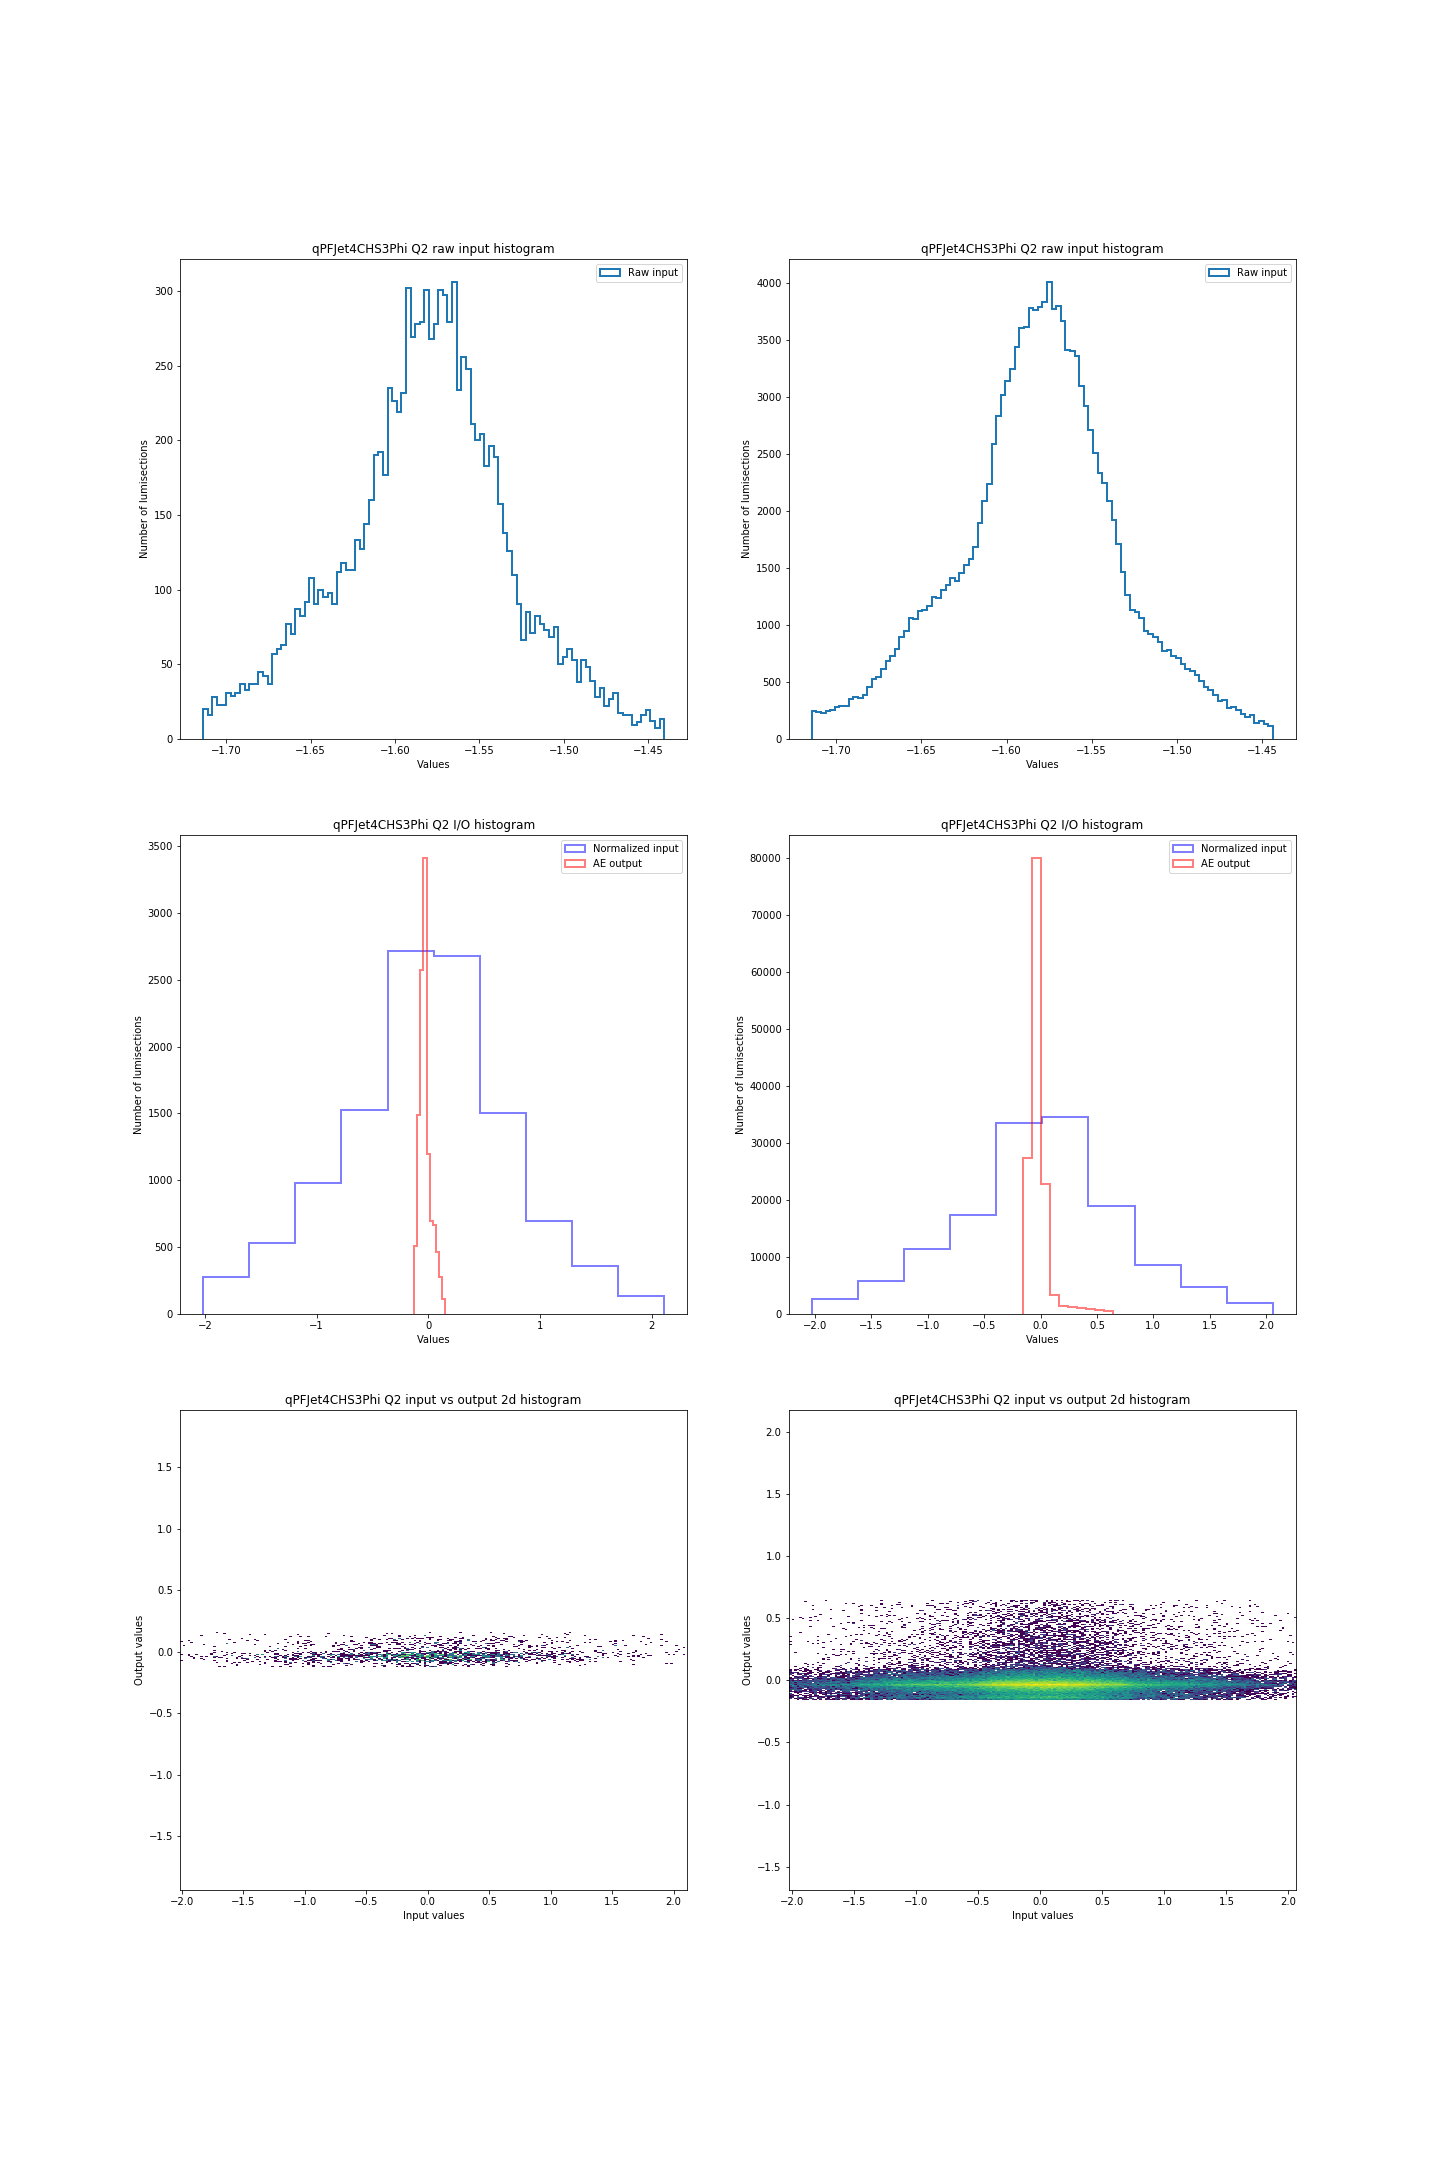 qPFJet4CHS3Phi Q2 raw input histogram
Raw input
Number of lumisections
300
250
200
150
100
50
0
−1.70 −1.65 −1.60 −1.55 −1.50 −1.45
Values
qPFJet4CHS3Phi Q2 raw input histogram
Raw input
Number of lumisections
4000
3500
3000
2500
2000
1500
1000
500
0
−1.70 −1.65 −1.60 −1.55 −1.50 −1.45
Values
qPFJet4CHS3Phi Q2 I/O histogram
Normalized input
AE output
Number of lumisections
3500
3000
2500
2000
1500
1000
500
0
−2 −1 0 1 2
Values
qPFJet4CHS3Phi Q2 I/O histogram
Normalized input
AE output
Number of lumisections
80000
70000
60000
50000
40000
30000
20000
10000
0
−2.0 −1.5 −1.0 −0.5 0.0 0.5 1.0 1.5 2.0
Values
qPFJet4CHS3Phi Q2 input vs output 2d histogram
Output values
1.5
1.0
0.5
0.0
−0.5
−1.0
−1.5
−2.0 −1.5 −1.0 −0.5 0.0 0.5 1.0 1.5 2.0
Input values
qPFJet4CHS3Phi Q2 input vs output 2d histogram
Output values
2.0
1.5
1.0
0.5
0.0
−0.5
−1.0
−1.5
−2.0 −1.5 −1.0 −0.5 0.0 0.5 1.0 1.5 2.0
Input values